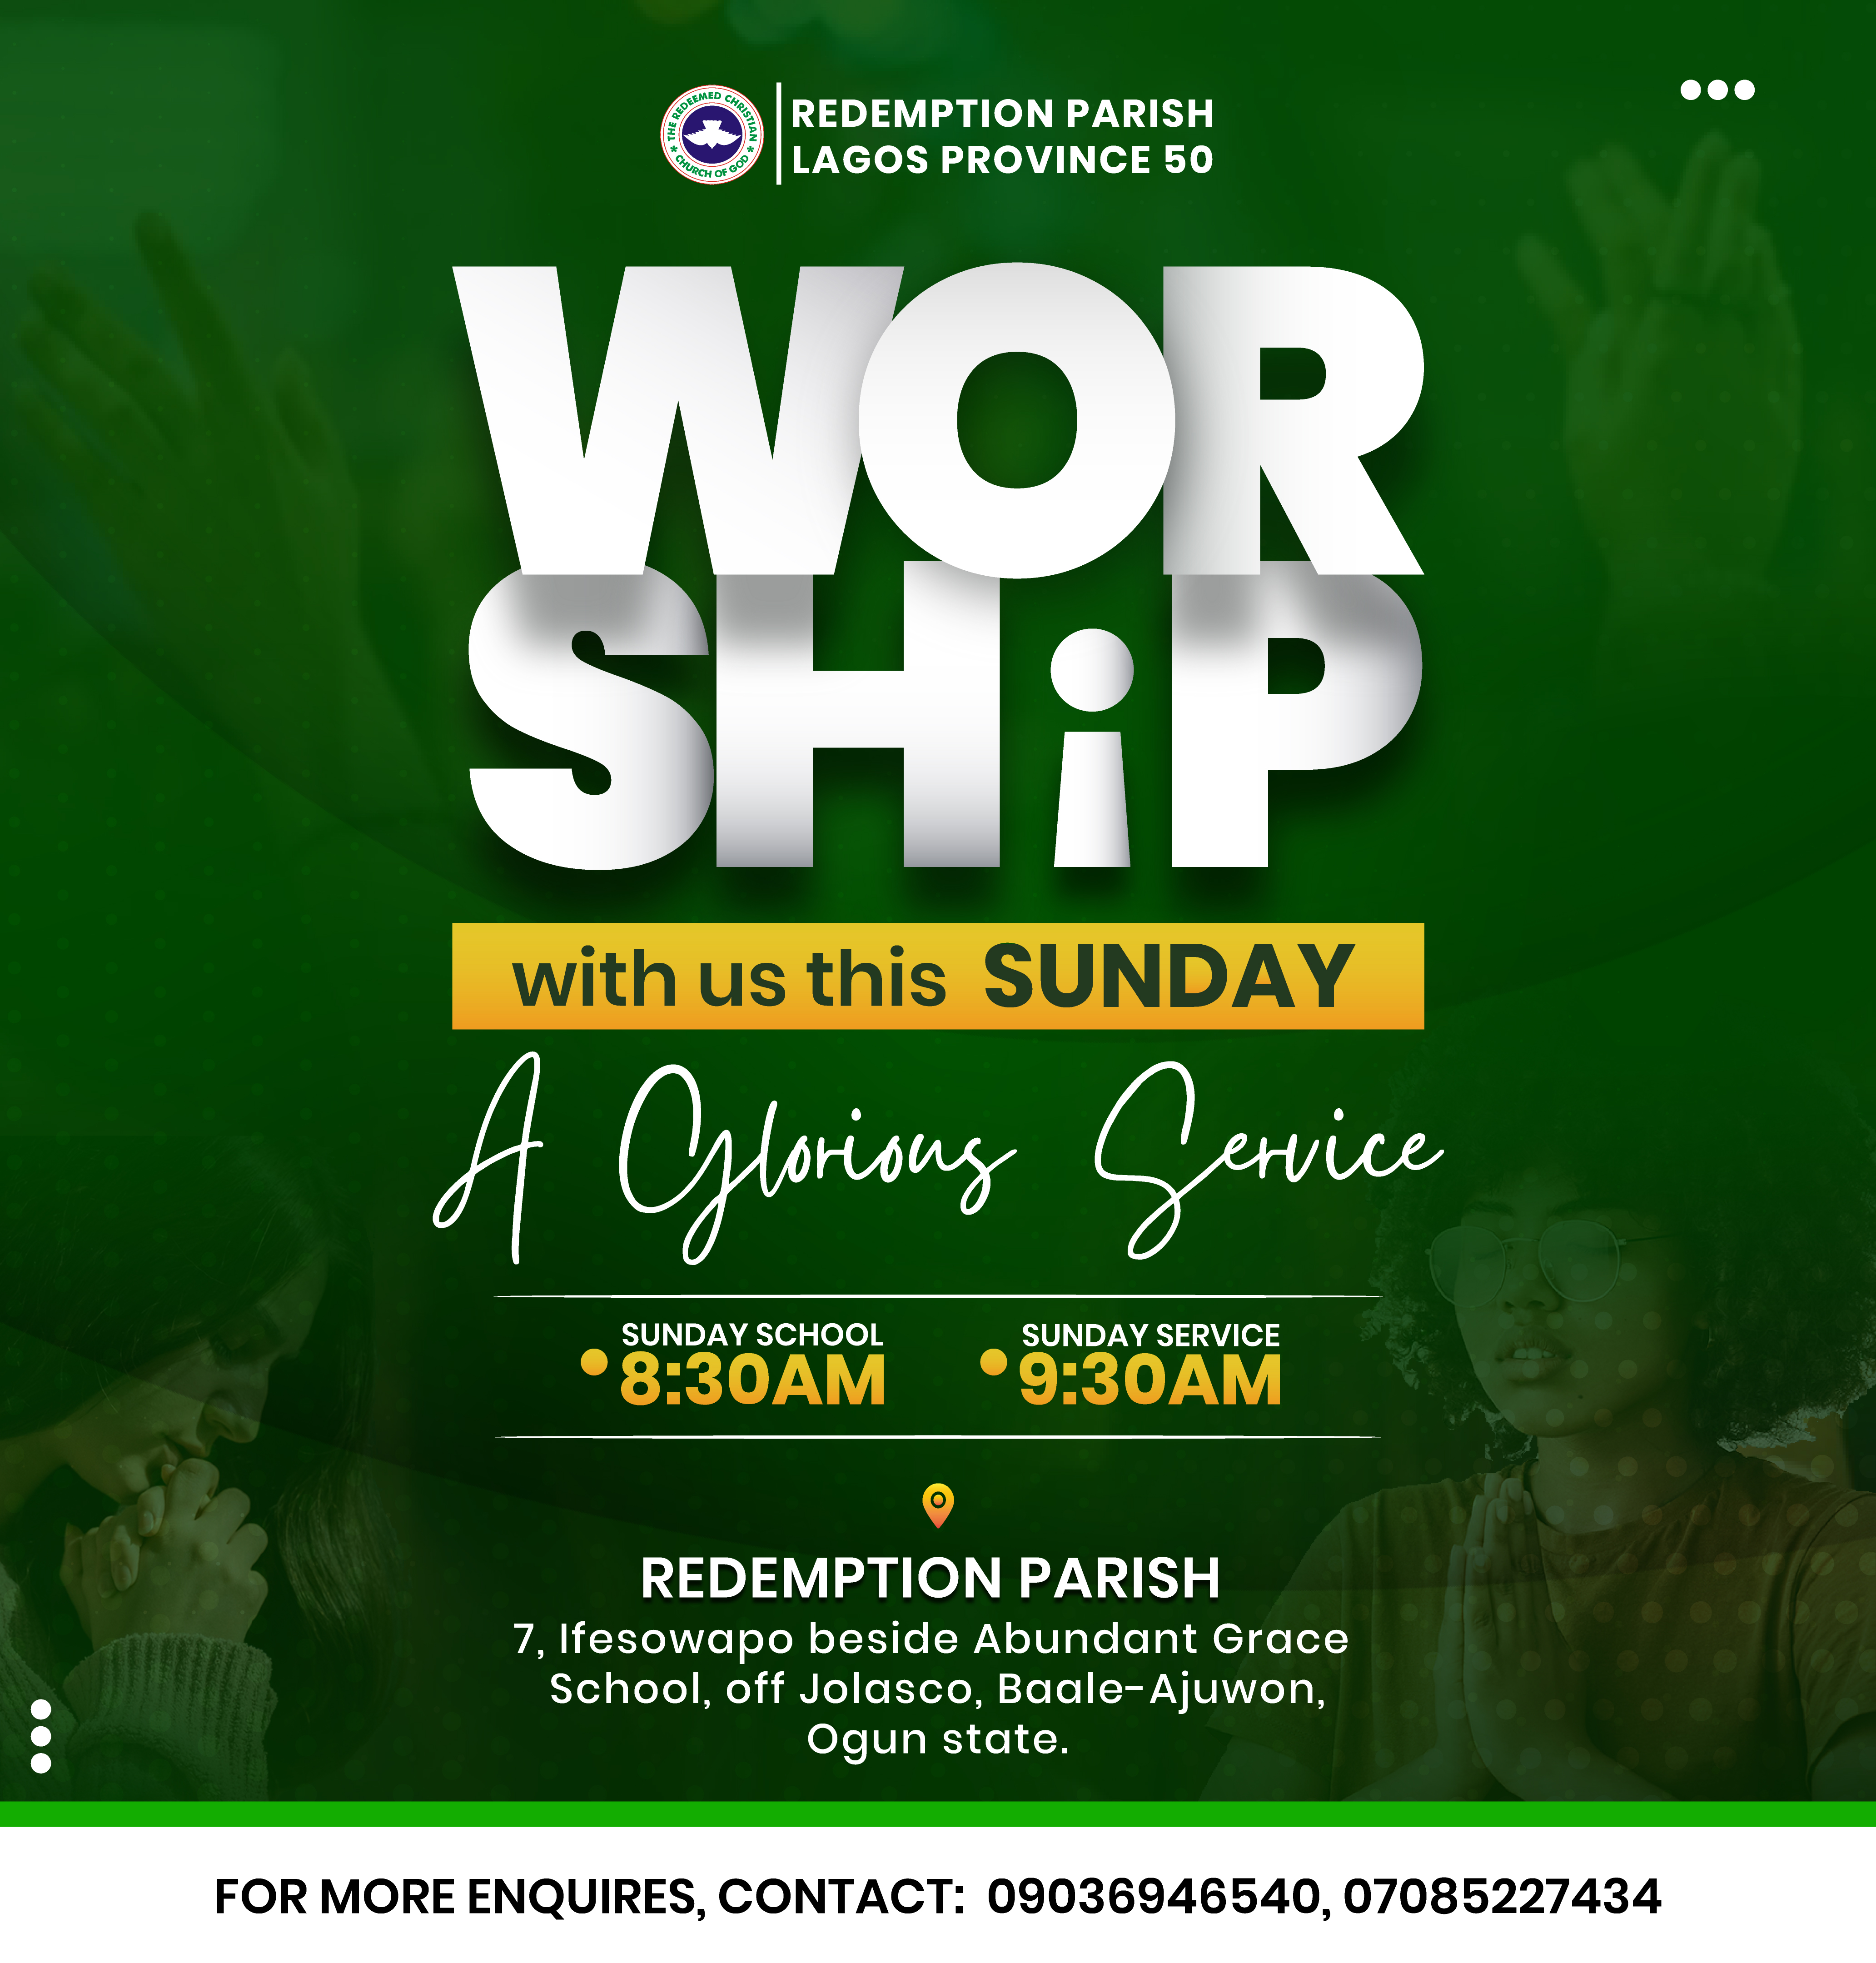 THE REDEEMED CHRISTIAN
CHURCH OF GOD
REDEMPTION PARISH
LAGOS PROVINCE 50
WOR
SHiP
with us this SUNDAY
A Glorious Service
SUNDAY SCHOOL
8:30AM
SUNDAY SERVICE
9:30AM
REDEMPTION PARISH
7, Ifesowapo beside Abundant Grace
School, off Jolasco, Baale-Ajuwon,
Ogun state.
FOR MORE ENQUIRES, CONTACT: 09036946540, 07085227434